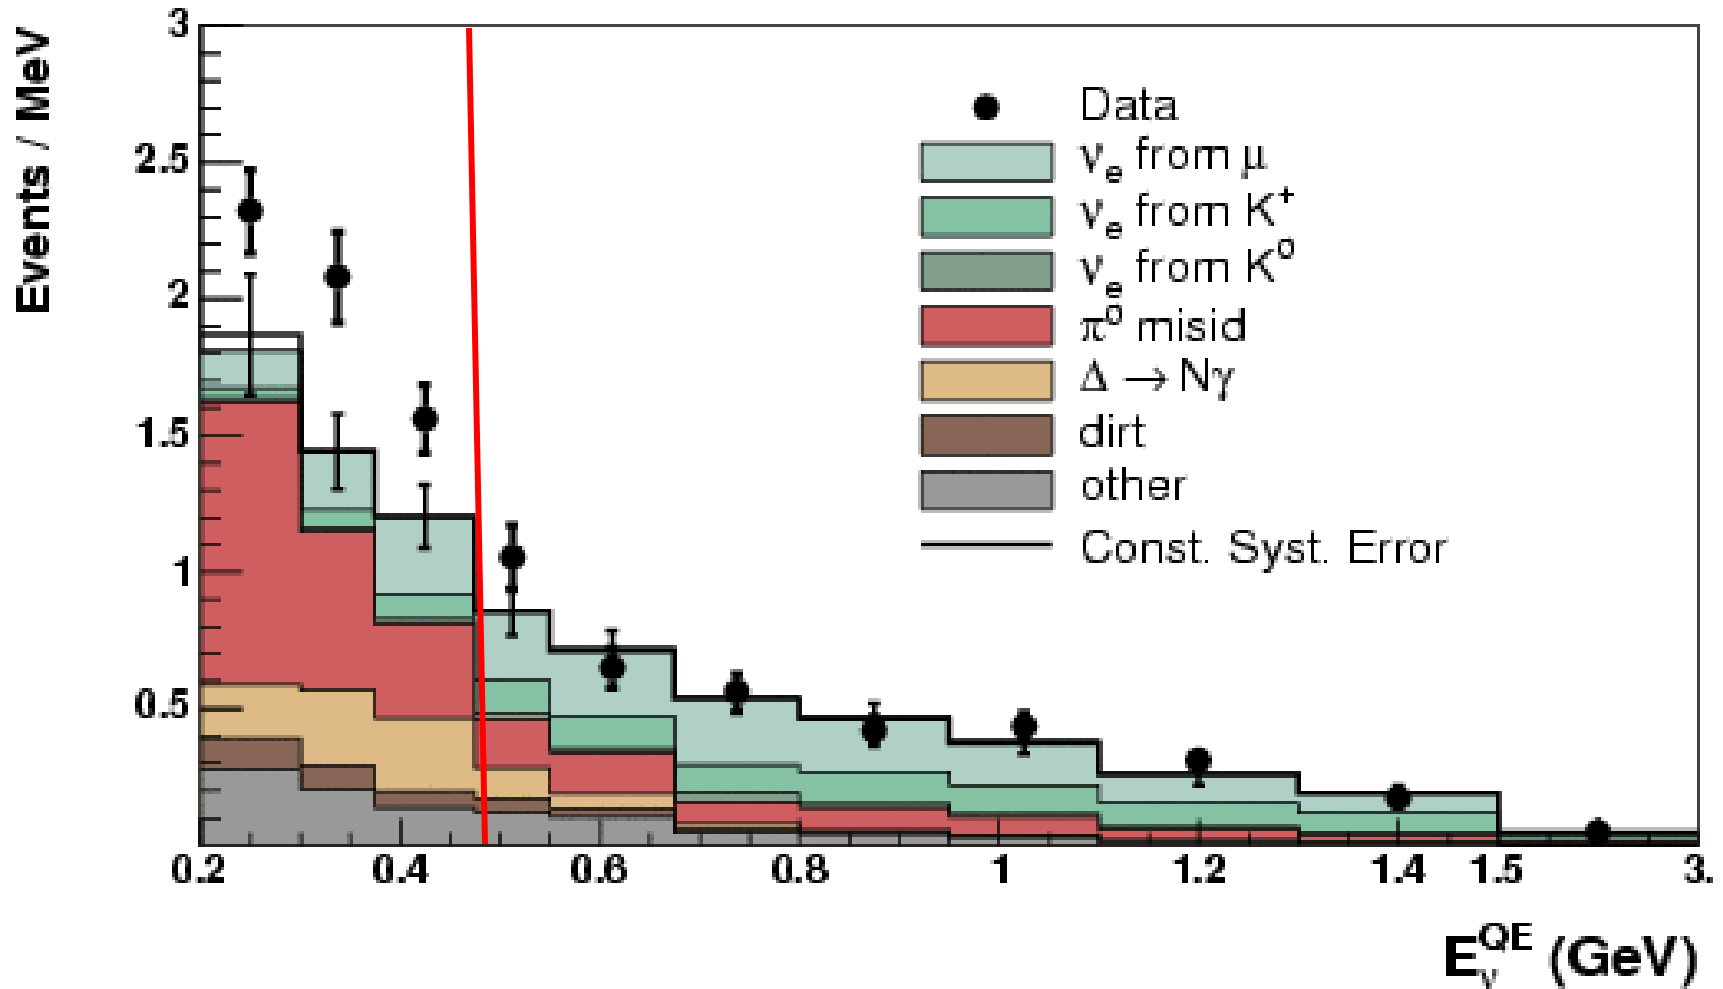 Events / MeV
3
2.5
2
1.5
1
0.5
Data
νe from μ
νe from K+
νe from K0
π0 misid
Δ → Nγ
dirt
other
Const. Syst. Error
0.2 0.4 0.6 0.8 1 1.2 1.4 1.5 3.
EνQE (GeV)